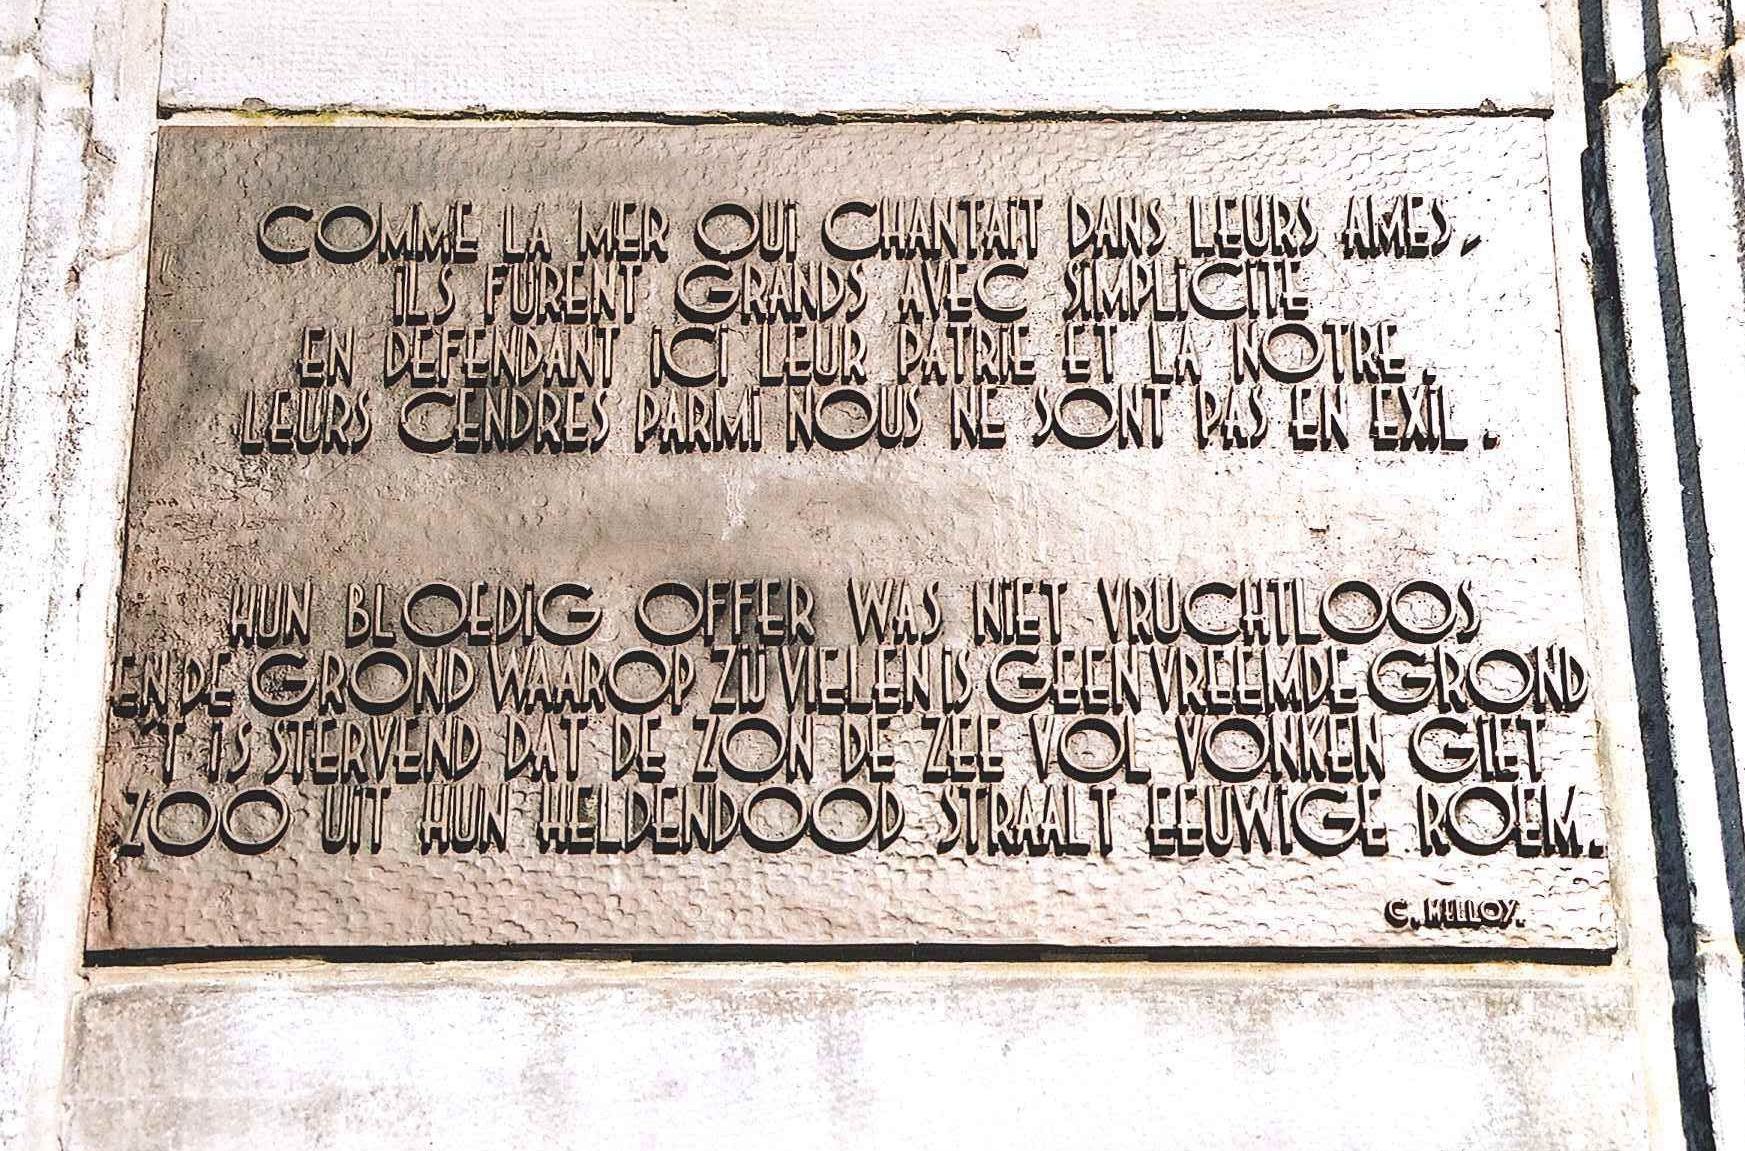 COMME LA MER QUi CHANTAiT DANS LEURS AMES,
iLS FURENT GRANDS AVEC SiMPLiCiTE
EN DEFENDANT iCi LEUR PATRiE ET LA NOTRE.
LEURS CENDRES PARMi NOUS NE SONT PAS EN EXiL.
HUN BLOEDiG OFFER WAS NiET VRUCHTLOOS
EN DE GROND WAAROP ZIJ VIELEN iS GEEN VREEMDE GROND
'T iS STERVEND DAT DE ZON DE ZEE VOL VONKEN GIET
ZOO UiT HUN HELDENDOOD STRAALT EEUWiGE ROEM.
C.